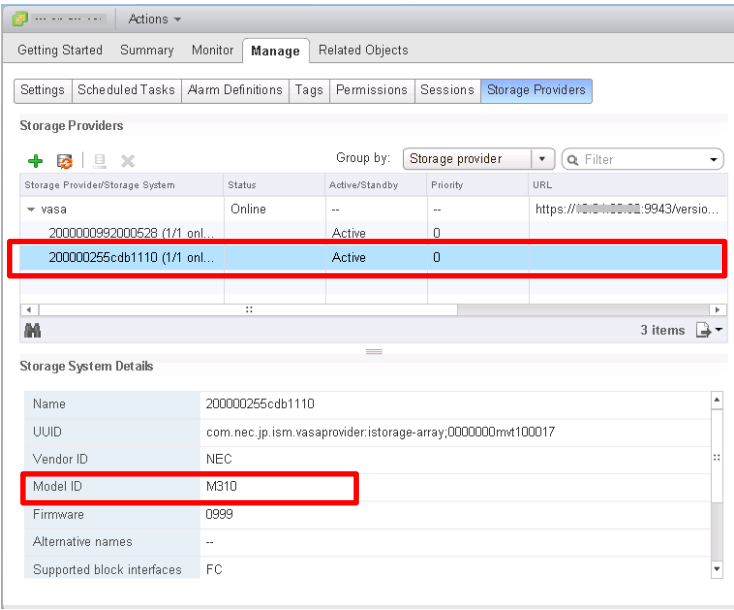 Actions
Getting Started Summary Monitor Manage Related Objects
Settings Scheduled Tasks Alarm Definitions Tags Permissions Sessions Storage Providers
Storage Providers
Group by: Storage provider Filter
Storage Provider/Storage System Status Active/Standby Priority URL
vasa Online -- -- https:// :9943/versio...
2000000992000528 (1/1 onl... Active 0
200000255cdb1110 (1/1 onl... Active 0
3 items
Storage System Details
Name 200000255cdb1110
UUID com.nec.jp.ism.vasaprovider:istorage-array;0000000mvt100017
Vendor ID NEC
Model ID M310
Firmware 0999
Alternative names --
Supported block interfaces FC